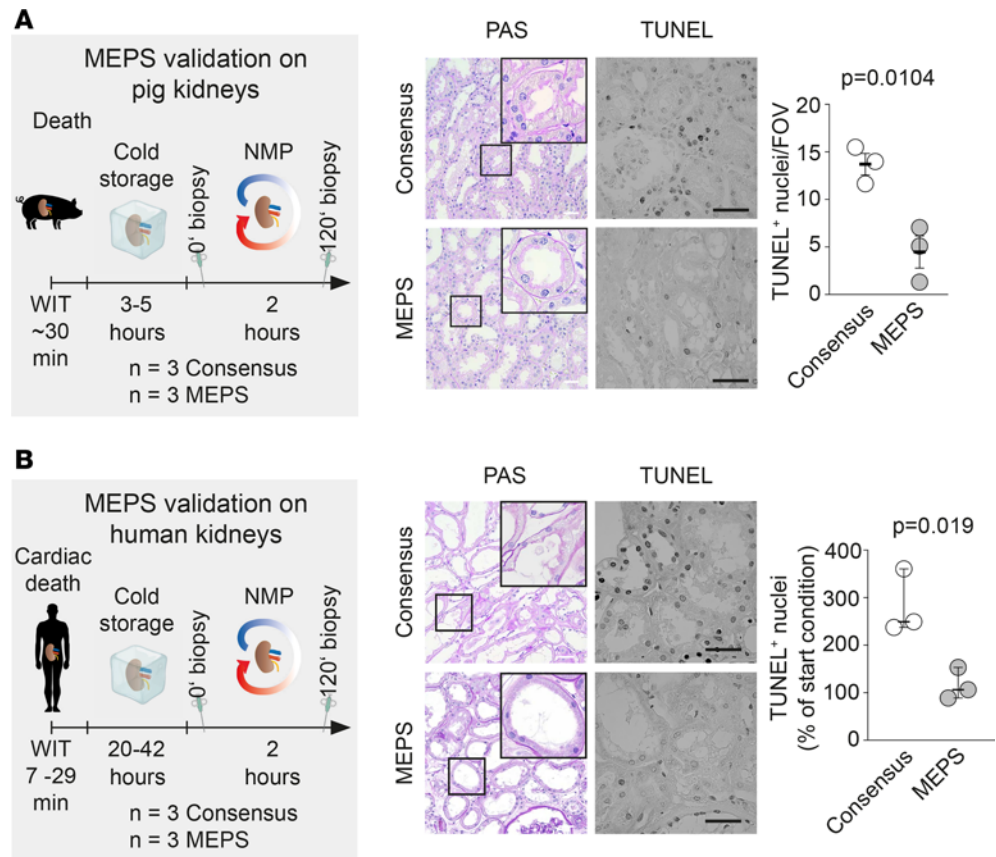 A
MEPS validation on
pig kidneys
Death
Cold
storage
0‘ biopsy
NMP
120‘ biopsy
WIT
~30
min
3-5
hours
2
hours
n = 3 Consensus
n = 3 MEPS
PAS
TUNEL
Consensus
MEPS
p=0.0104
TUNEL⁺ nuclei/FOV
20
15
10
5
0
Consensus
MEPS
B
MEPS validation on
human kidneys
Cardiac
death
Cold
storage
0‘ biopsy
NMP
120‘ biopsy
WIT
7 -29
min
20-42
hours
2
hours
n = 3 Consensus
n = 3 MEPS
PAS
TUNEL
Consensus
MEPS
p=0.019
TUNEL⁺ nuclei
(% of start condition)
400
300
200
100
0
Consensus
MEPS